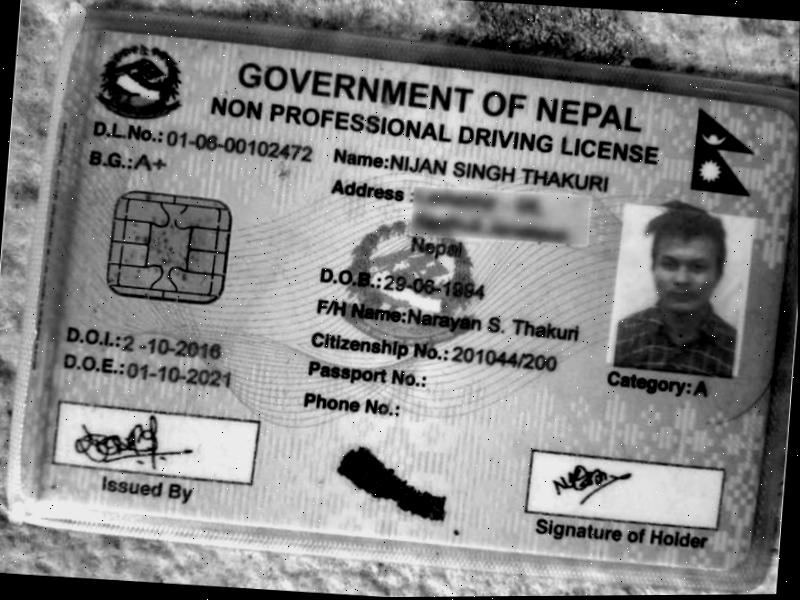 GOVERNMENT OF NEPAL
NON PROFESSIONAL DRIVING LICENSE
D.L.No.: 01-06-00102472
B.G.: A+
Name: NIJAN SINGH THAKURI
Address :
Nepal
D.O.B.: 29-06-1994
F/H Name: Narayan S. Thakuri
Citizenship No.: 201044/200
Passport No.:
Phone No.:
D.O.I.: 2 -10-2016
D.O.E.: 01-10-2021
Category: A
Issued By
Signature of Holder